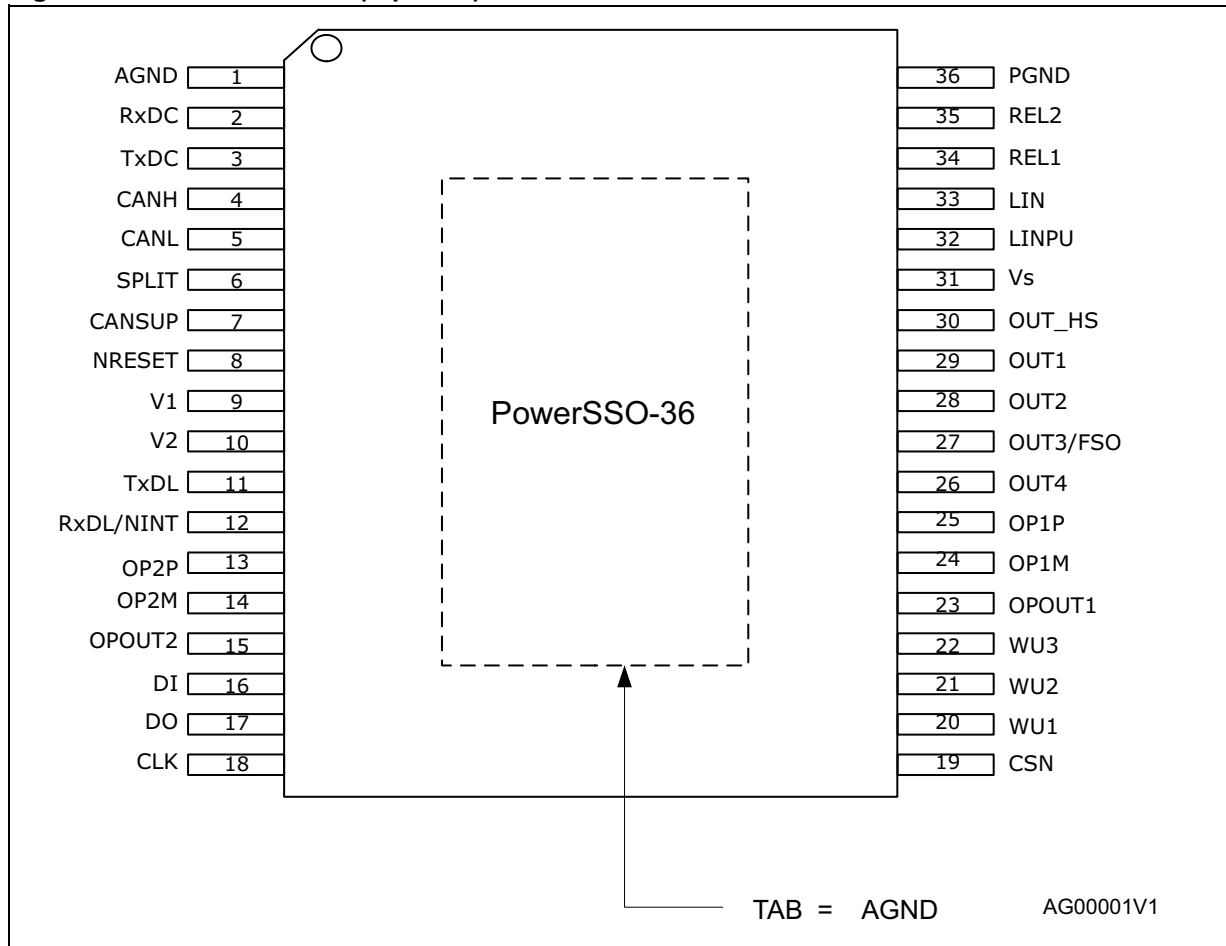 AGND 1 36 PGND
RxDC 2 35 REL2
TxDC 3 34 REL1
CANH 4 33 LIN
CANL 5 32 LINPU
SPLIT 6 31 Vs
CANSUP 7 30 OUT_HS
NRESET 8 29 OUT1
V1 9 28 OUT2
PowerSSO-36
V2 10 27 OUT3/FSO
TxDL 11 26 OUT4
RxDL/NINT 12 25 OP1P
OP2P 13 24 OP1M
OP2M 14 23 OPOUT1
OPOUT2 15 22 WU3
DI 16 21 WU2
DO 17 20 WU1
CLK 18 19 CSN
TAB = AGND
AG00001V1